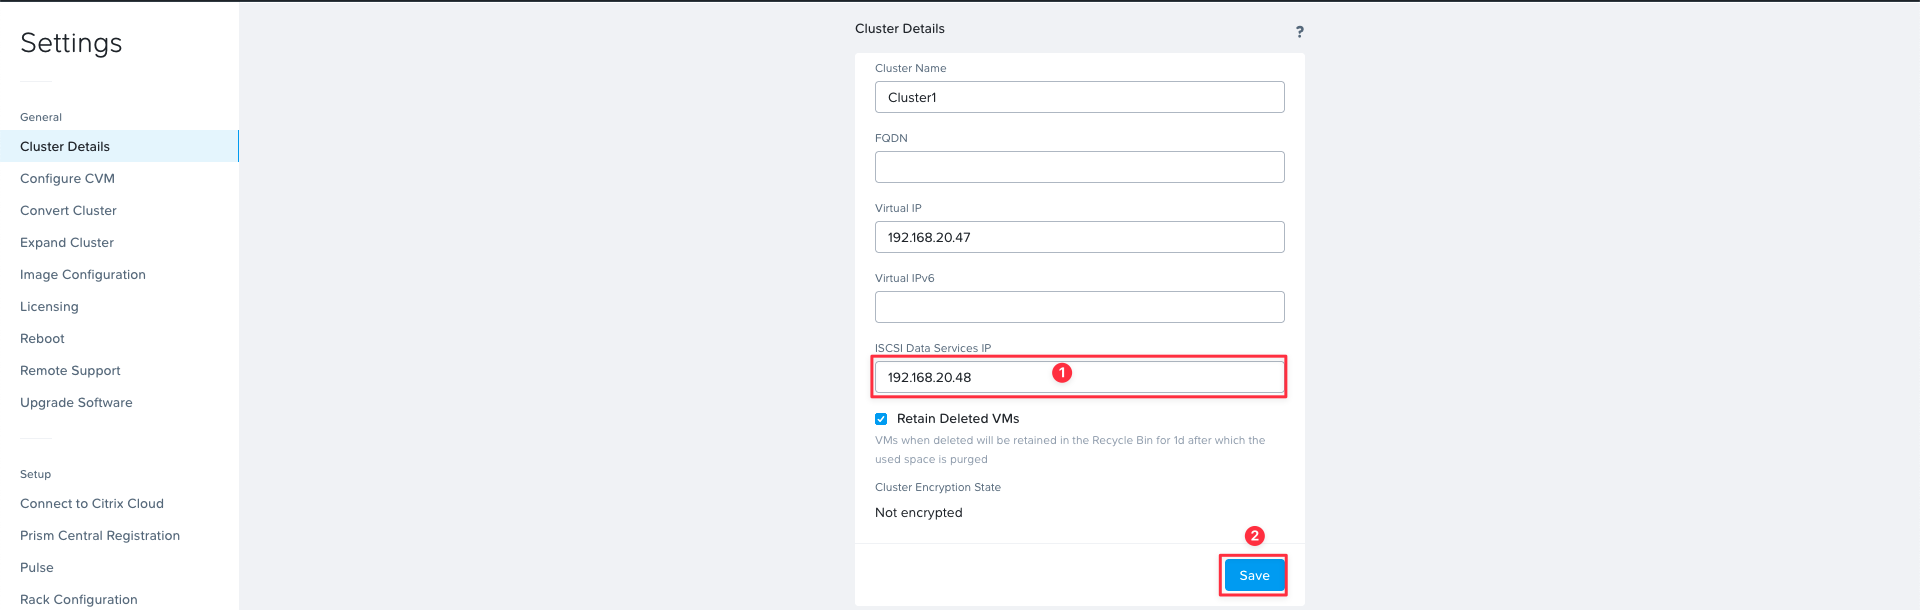 Settings
General
Cluster Details
Configure CVM
Convert Cluster
Expand Cluster
Image Configuration
Licensing
Reboot
Remote Support
Upgrade Software
Setup
Connect to Citrix Cloud
Prism Central Registration
Pulse
Rack Configuration
Cluster Details
?
Cluster Name
Cluster1
FQDN
Virtual IP
192.168.20.47
Virtual IPv6
ISCSI Data Services IP
192.168.20.48
1
Retain Deleted VMs
VMs when deleted will be retained in the Recycle Bin for 1d after which the
used space is purged
Cluster Encryption State
Not encrypted
2
Save